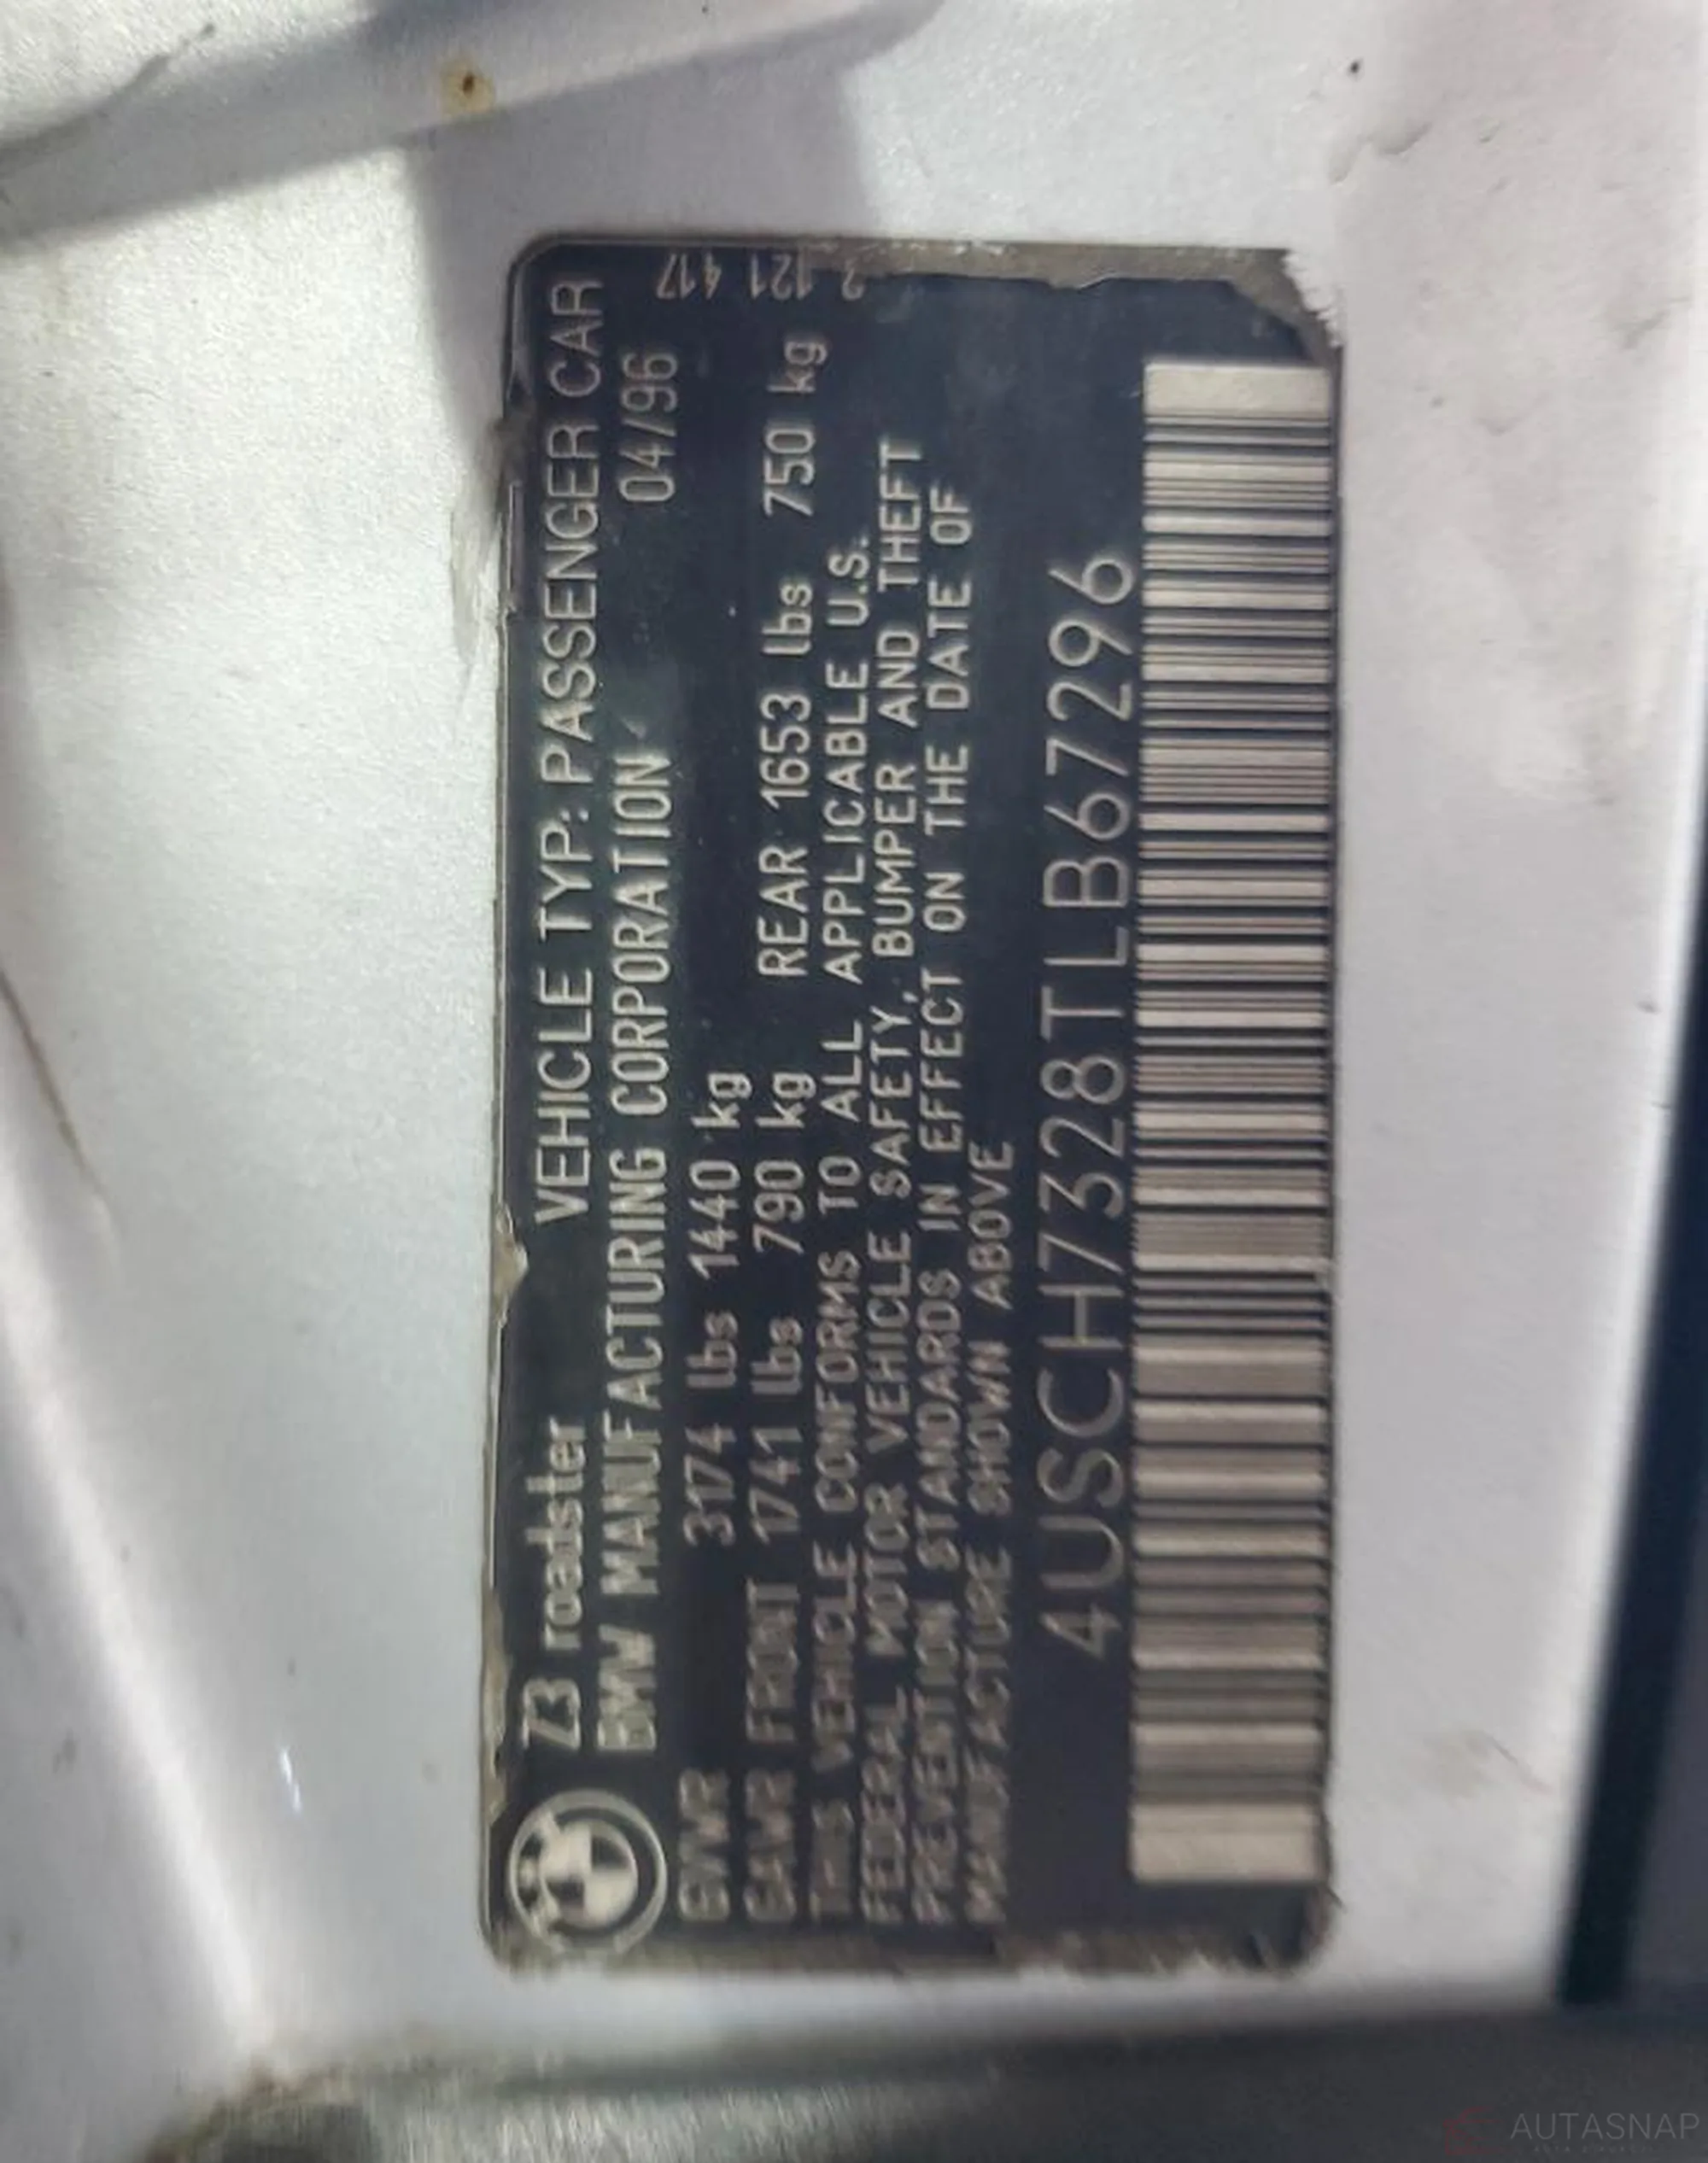 Z3 roadster VEHICLE TYP: PASSENGER CAR
BMW MANUFACTURING CORPORATION 04/96
GVWR 3174 lbs 1440 kg
GAWR FRONT 1741 lbs 790 kg REAR 1653 lbs 750 kg
THIS VEHICLE CONFORMS TO ALL APPLICABLE U.S.
FEDERAL MOTOR VEHICLE SAFETY, BUMPER AND THEFT
PREVENTION STANDARDS IN EFFECT ON THE DATE OF
MANUFACTURE SHOWN ABOVE
4USCH7328TLB67296
2 121 417
AUTASNAP